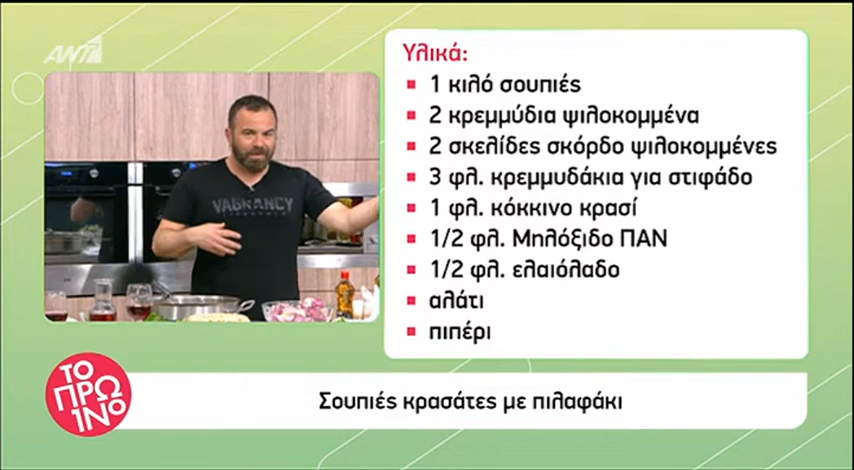 ANT1
Υλικά:
1 κιλό σουπιές
2 κρεμμύδια ψιλοκομμένα
2 σκελίδες σκόρδο ψιλοκομμένες
3 φλ. κρεμμυδάκια για στιφάδο
1 φλ. κόκκινο κρασί
1/2 φλ. Μηλόξιδο ΠΑΝ
1/2 φλ. ελαιόλαδο
αλάτι
πιπέρι
VAGRANCY
ΤΟ
ΠΡΩ
ΙΝΟ
Σουπιές κρασάτες με πιλαφάκι